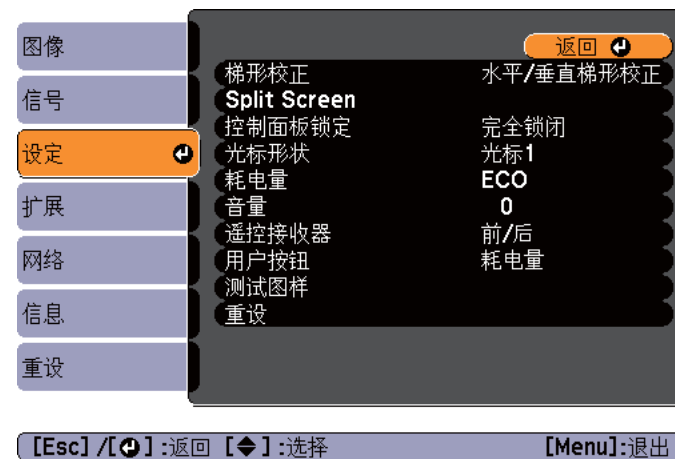 图像
信号
设定
扩展
网络
信息
重设
返回
梯形校正 水平/垂直梯形校正
Split Screen
控制面板锁定 完全锁闭
光标形状 光标1
耗电量 ECO
音量 0
遥控接收器 前/后
用户按钮 耗电量
测试图样
重设
[Esc] /[⏎] :返回 [◆] :选择 [Menu]:退出